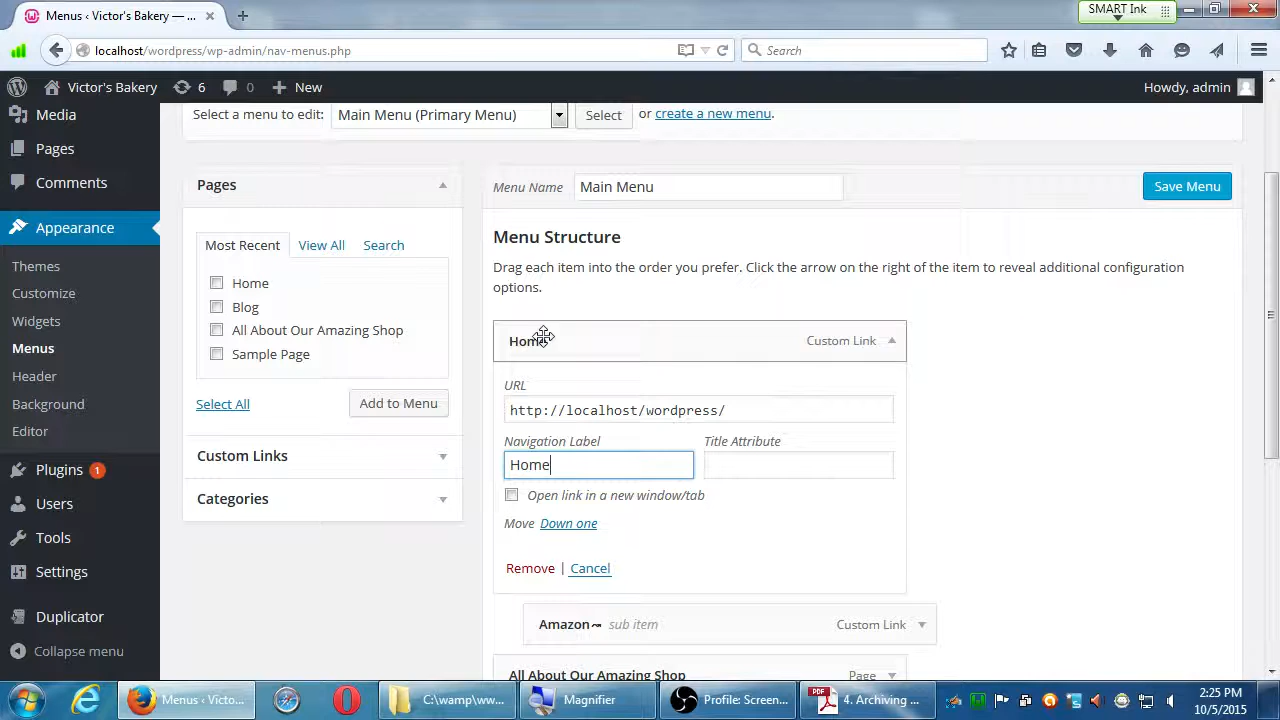 Menus ‹ Victor's Bakery — ...
SMART Ink
localhost/wordpress/wp-admin/nav-menus.php
Search
Victor's Bakery 6 0 New
Howdy, admin
Media
Pages
Comments
Appearance
Themes
Customize
Widgets
Menus
Header
Background
Editor
Plugins 1
Users
Tools
Settings
Duplicator
Collapse menu
Select a menu to edit: Main Menu (Primary Menu) Select or create a new menu.
Pages
Most Recent View All Search
Home
Blog
All About Our Amazing Shop
Sample Page
Select All Add to Menu
Custom Links
Categories
Menu Name Main Menu Save Menu
Menu Structure
Drag each item into the order you prefer. Click the arrow on the right of the item to reveal additional configuration
options.
Home Custom Link
URL
http://localhost/wordpress/
Navigation Label Title Attribute
Home
Open link in a new window/tab
Move Down one
Remove | Cancel
Amazon↝ sub item Custom Link
All About Our Amazing Shop Page
Menus ‹ Victo...
C:\wamp\ww...
Magnifier
Profile: Screen...
PDF
4. Archiving ...
2:25 PM
10/5/2015